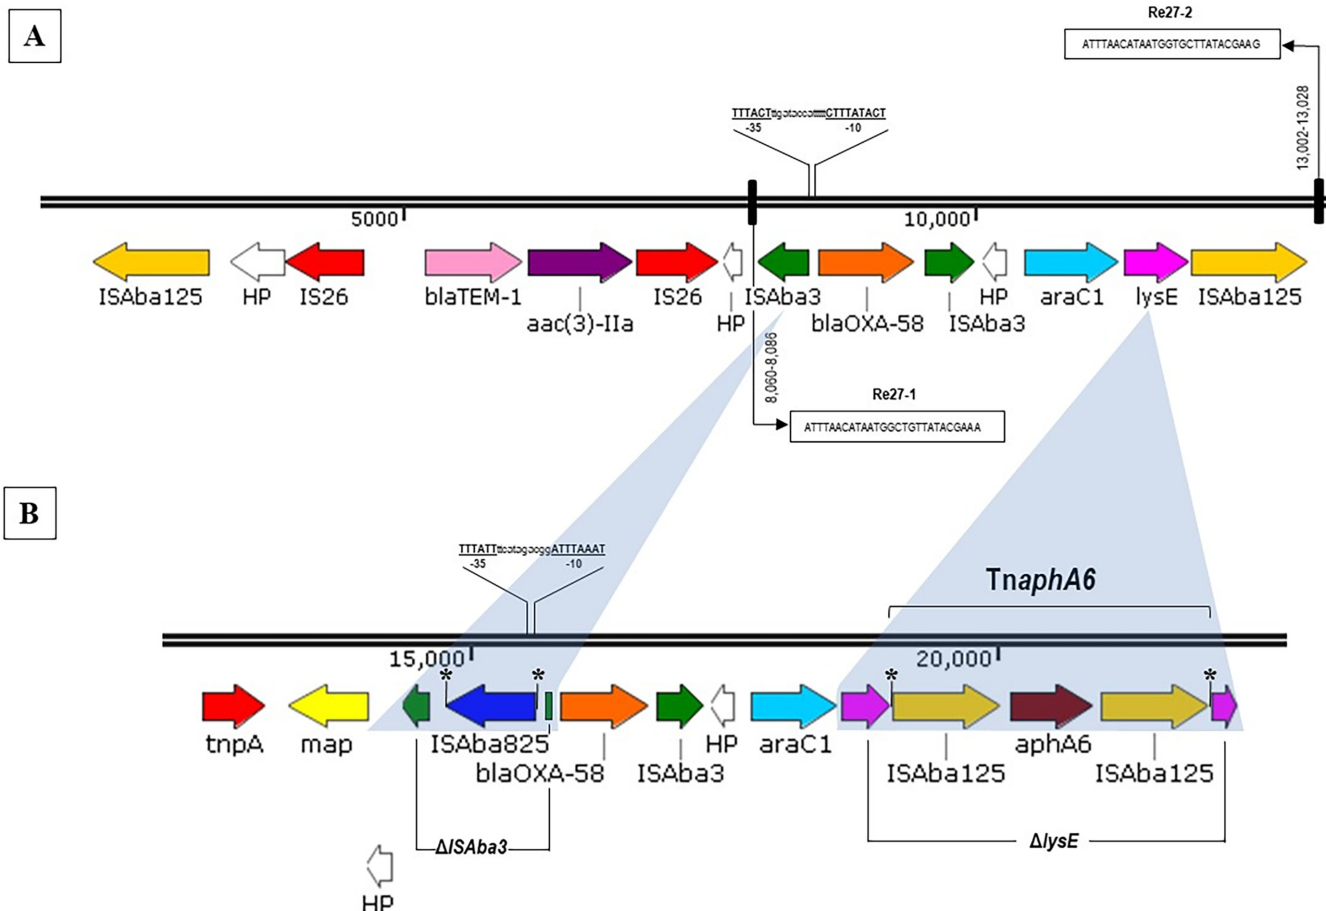 A
Re27-2
ATTTAACATAATGGTGCTTATACGAAG
13,002-13,028
-35 -10
5000 10,000
ISAba125 HP IS26 blaTEM-1 IS26 ISAba3 HP araC1 lysE ISAba125
aac(3)-IIa HP blaOXA-58 ISAba3
8,060-8,086
Re27-1
ATTTAACATAATGGCTGTTATACGAAA
B
-35 -10
TnaphA6
15,000 20,000
* * * *
tnpA map ISAba825 HP araC1 aphA6
blaOXA-58 ISAba3 ISAba125 ISAba125
ΔISAba3 ΔlysE
HP